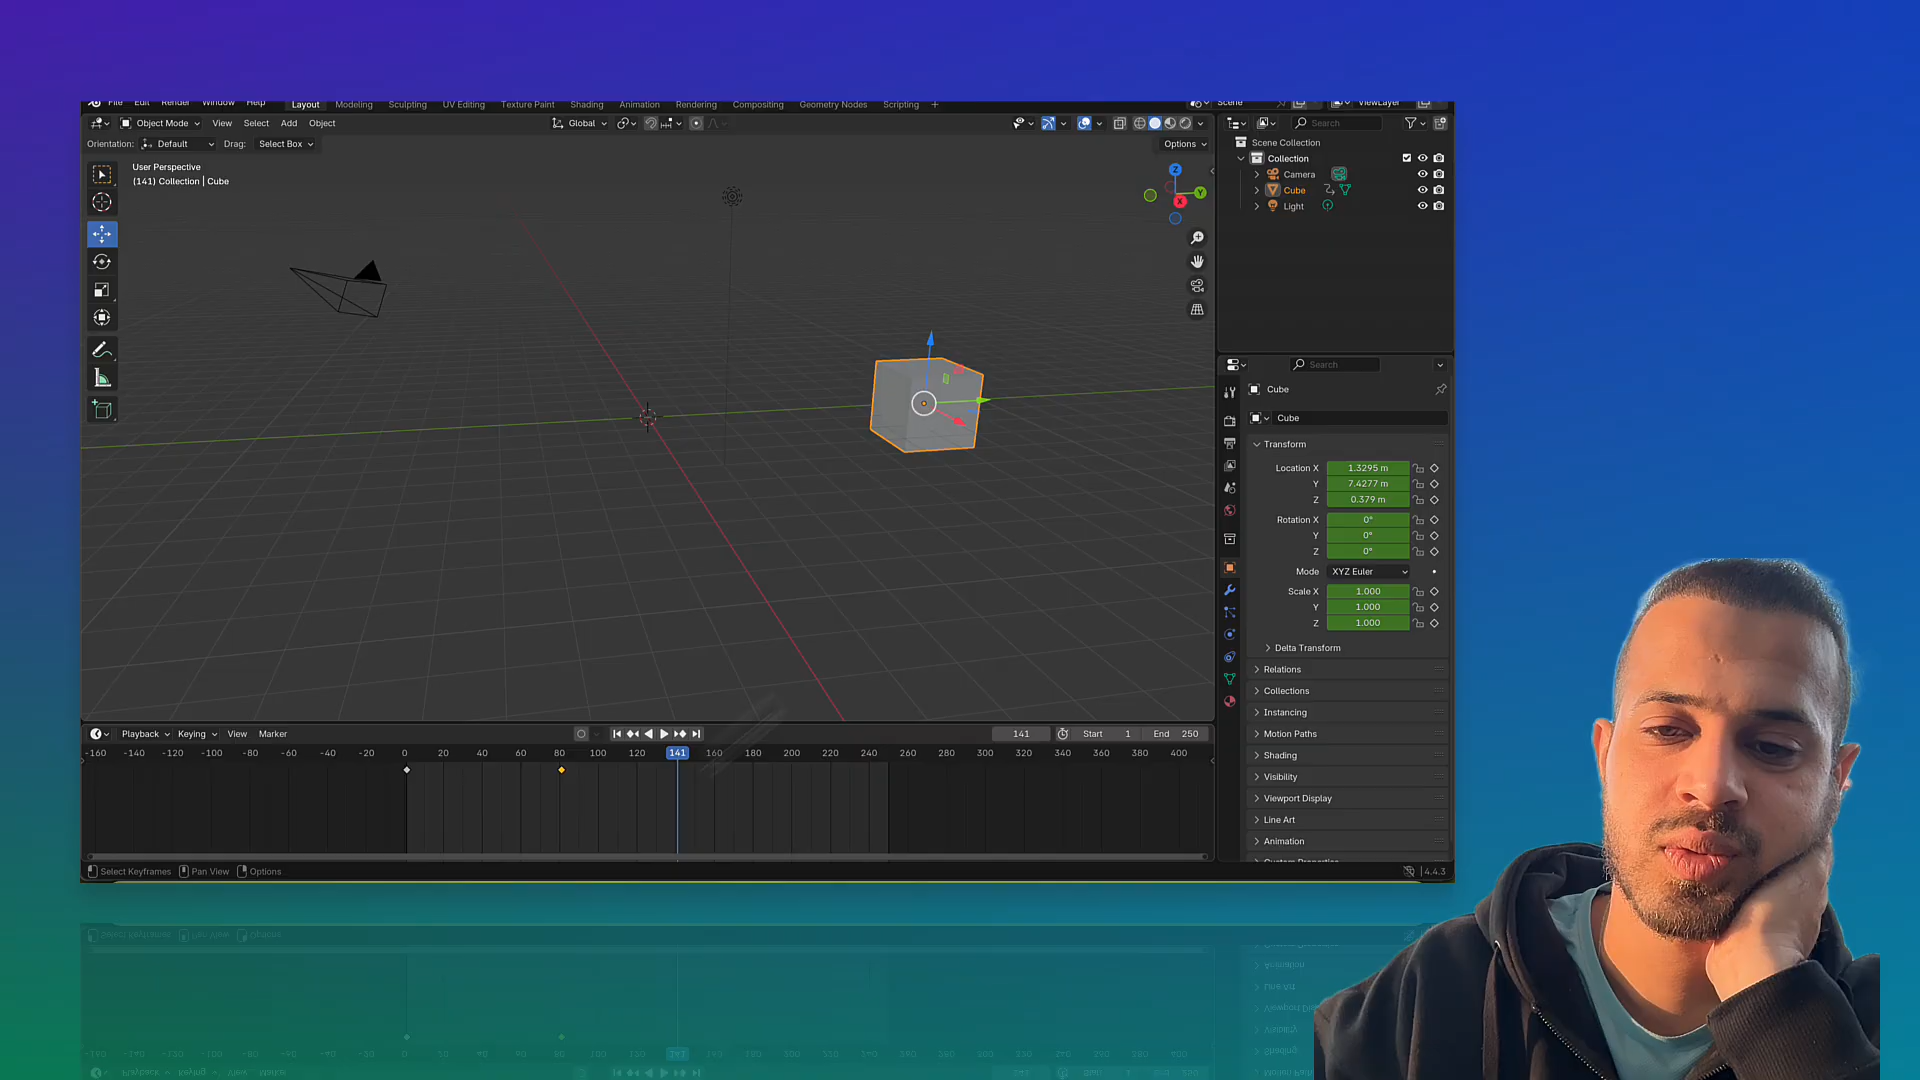 File Edit Render Window Help Layout Modeling Sculpting UV Editing Texture Paint Shading Animation Rendering Compositing Geometry Nodes Scripting + Scene ViewLayer
Object Mode View Select Add Object Global Search
Orientation: Default Drag: Select Box Options
Scene Collection
User Perspective
(141) Collection | Cube
Collection
Camera
Cube
Light
Z
Y
X
Search
Cube
Cube
Transform
Location X 1.3295 m
Y 7.4277 m
Z 0.379 m
Rotation X 0°
Y 0°
Z 0°
Mode XYZ Euler
Scale X 1.000
Y 1.000
Z 1.000
Delta Transform
Relations
Collections
Instancing
Motion Paths
Shading
Visibility
Viewport Display
Line Art
Animation
Custom Properties
Playback Keying View Marker 141 Start 1 End 250
-160 -140 -120 -100 -80 -60 -40 -20 0 20 40 60 80 100 120 141 160 180 200 220 240 260 280 300 320 340 360 380 400
Select Keyframes Pan View Options 4.4.3